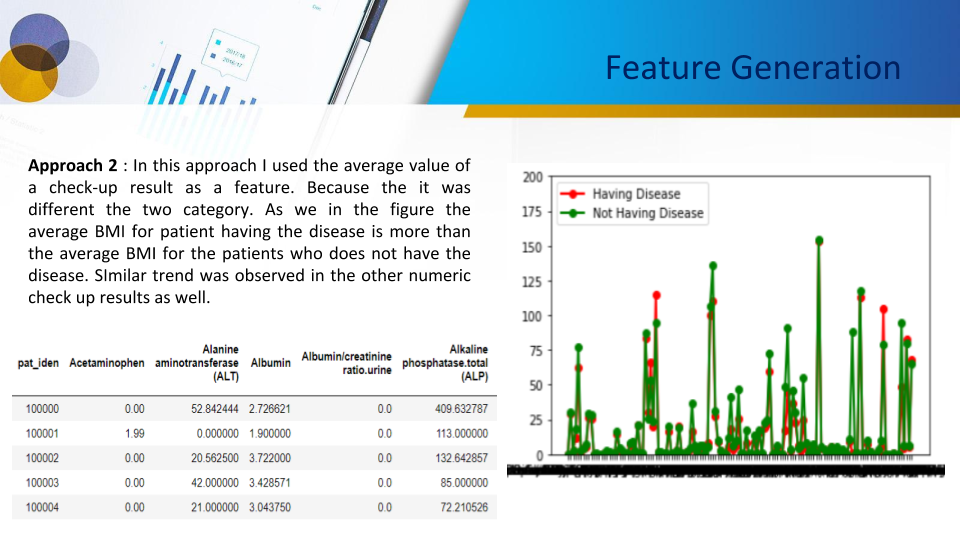 Feature Generation
2017/18
2016-17
Approach 2 : In this approach I used the average value of
a check-up result as a feature. Because the it was
different the two category. As we in the figure the
average BMI for patient having the disease is more than
the average BMI for the patients who does not have the
disease. SImilar trend was observed in the other numeric
check up results as well.
pat_iden Acetaminophen Alanine aminotransferase (ALT) Albumin Albumin/creatinine ratio.urine Alkaline phosphatase.total (ALP)
100000 0.00 52.842444 2.726621 0.0 409.632787
100001 1.99 0.000000 1.900000 0.0 113.000000
100002 0.00 20.562500 3.722000 0.0 132.642857
100003 0.00 42.000000 3.428571 0.0 85.000000
100004 0.00 21.000000 3.043750 0.0 72.210526
Having Disease
Not Having Disease
200
175
150
125
100
75
50
25
0